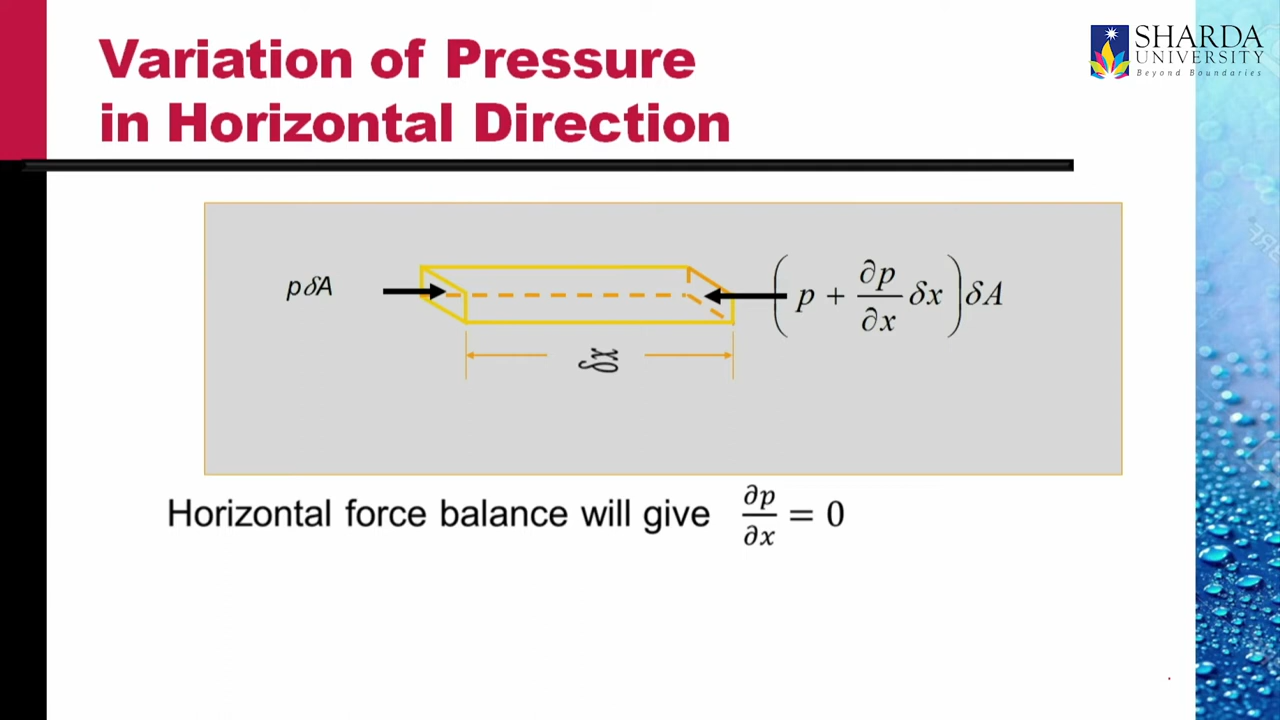 SHARDA
UNIVERSITY
Beyond Boundaries
Variation of Pressure
in Horizontal Direction
pδA
(p + ∂p/∂x δx) δA
δx
Horizontal force balance will give ∂p/∂x = 0